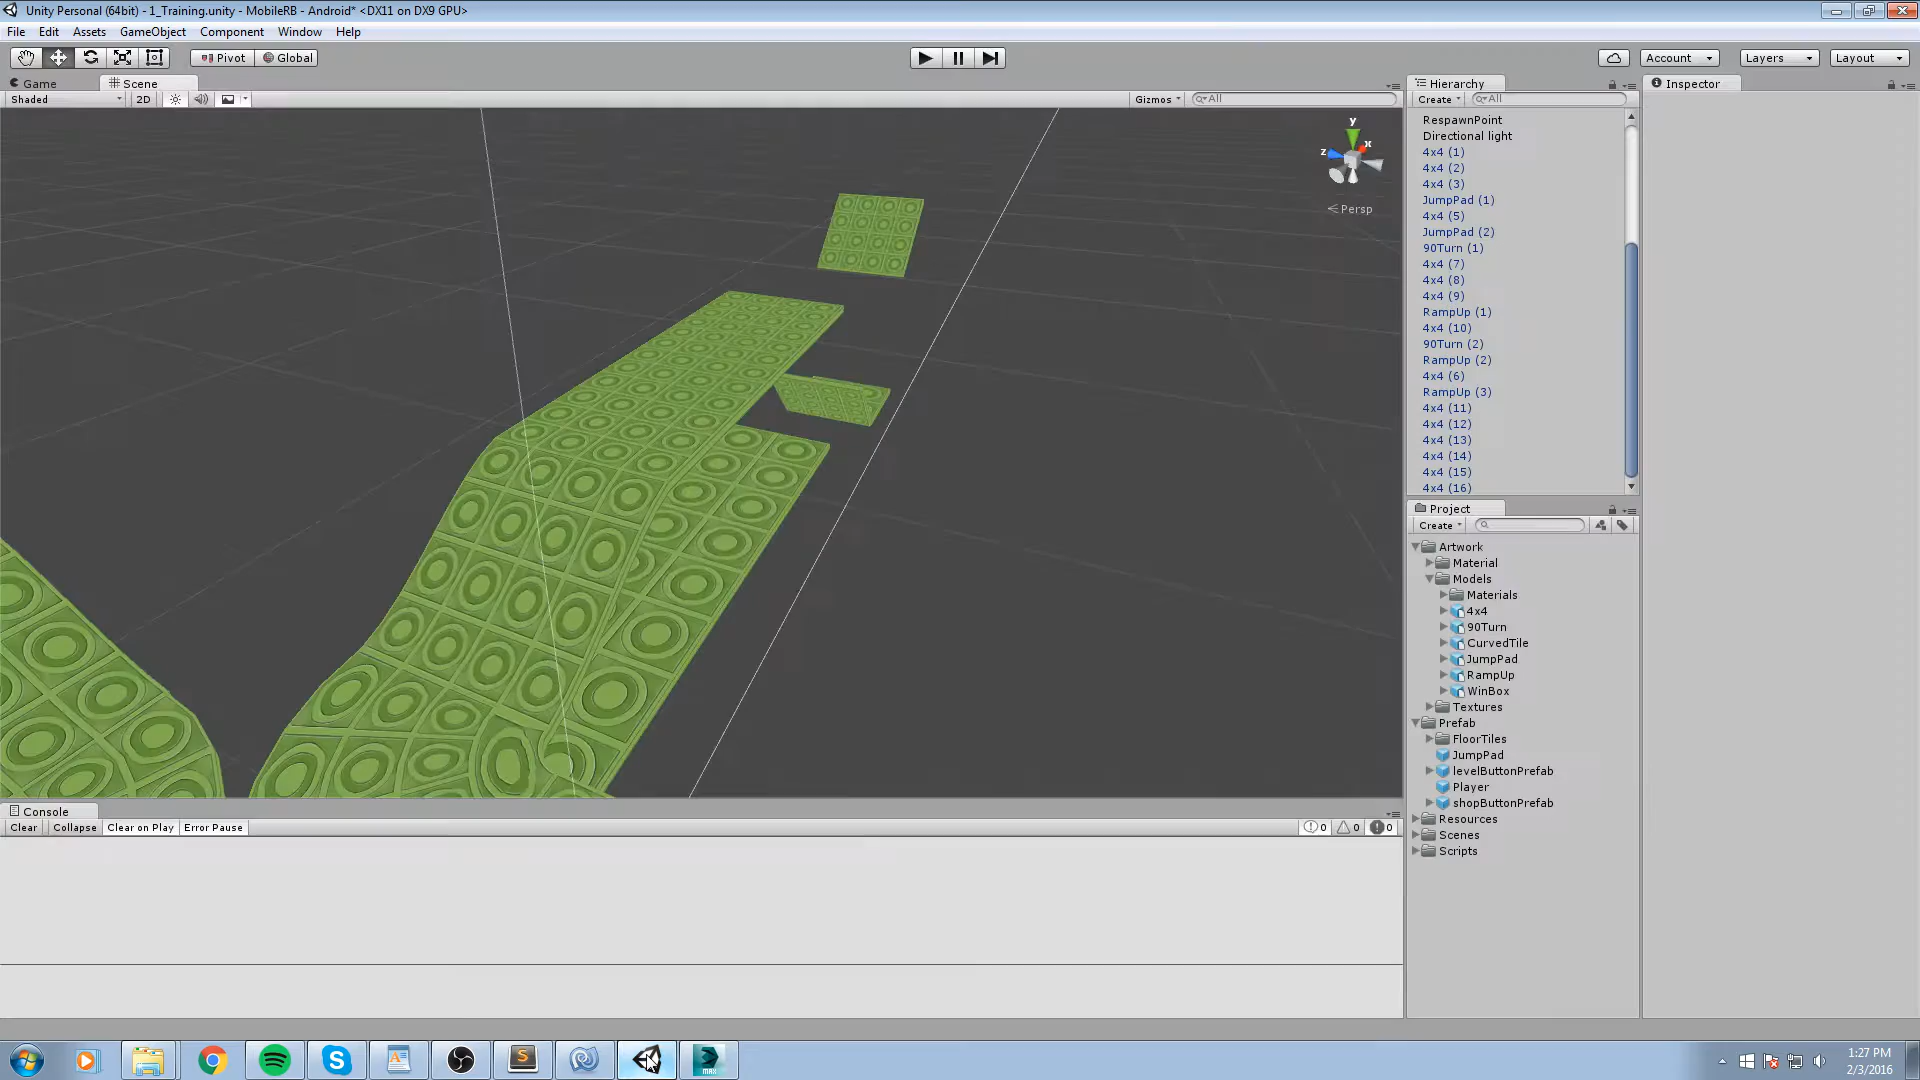 Unity Personal (64bit) - 1_Training.unity - MobileRB - Android* <DX11 on DX9 GPU>
File Edit Assets GameObject Component Window Help
Pivot Global Account Layers Layout
Game Scene
Shaded 2D Gizmos All
y
x
z
Persp
Hierarchy
Create All
RespawnPoint
Directional light
4x4 (1)
4x4 (2)
4x4 (3)
JumpPad (1)
4x4 (5)
JumpPad (2)
90Turn (1)
4x4 (7)
4x4 (8)
4x4 (9)
RampUp (1)
4x4 (10)
90Turn (2)
RampUp (2)
4x4 (6)
RampUp (3)
4x4 (11)
4x4 (12)
4x4 (13)
4x4 (14)
4x4 (15)
4x4 (16)
Inspector
Project
Create
Artwork
Material
Models
Materials
4x4
90Turn
CurvedTile
JumpPad
RampUp
WinBox
Textures
Prefab
FloorTiles
JumpPad
levelButtonPrefab
Player
shopButtonPrefab
Resources
Scenes
Scripts
Console
Clear Collapse Clear on Play Error Pause 0 0 0
S
S
MAX
1:27 PM
2/3/2016